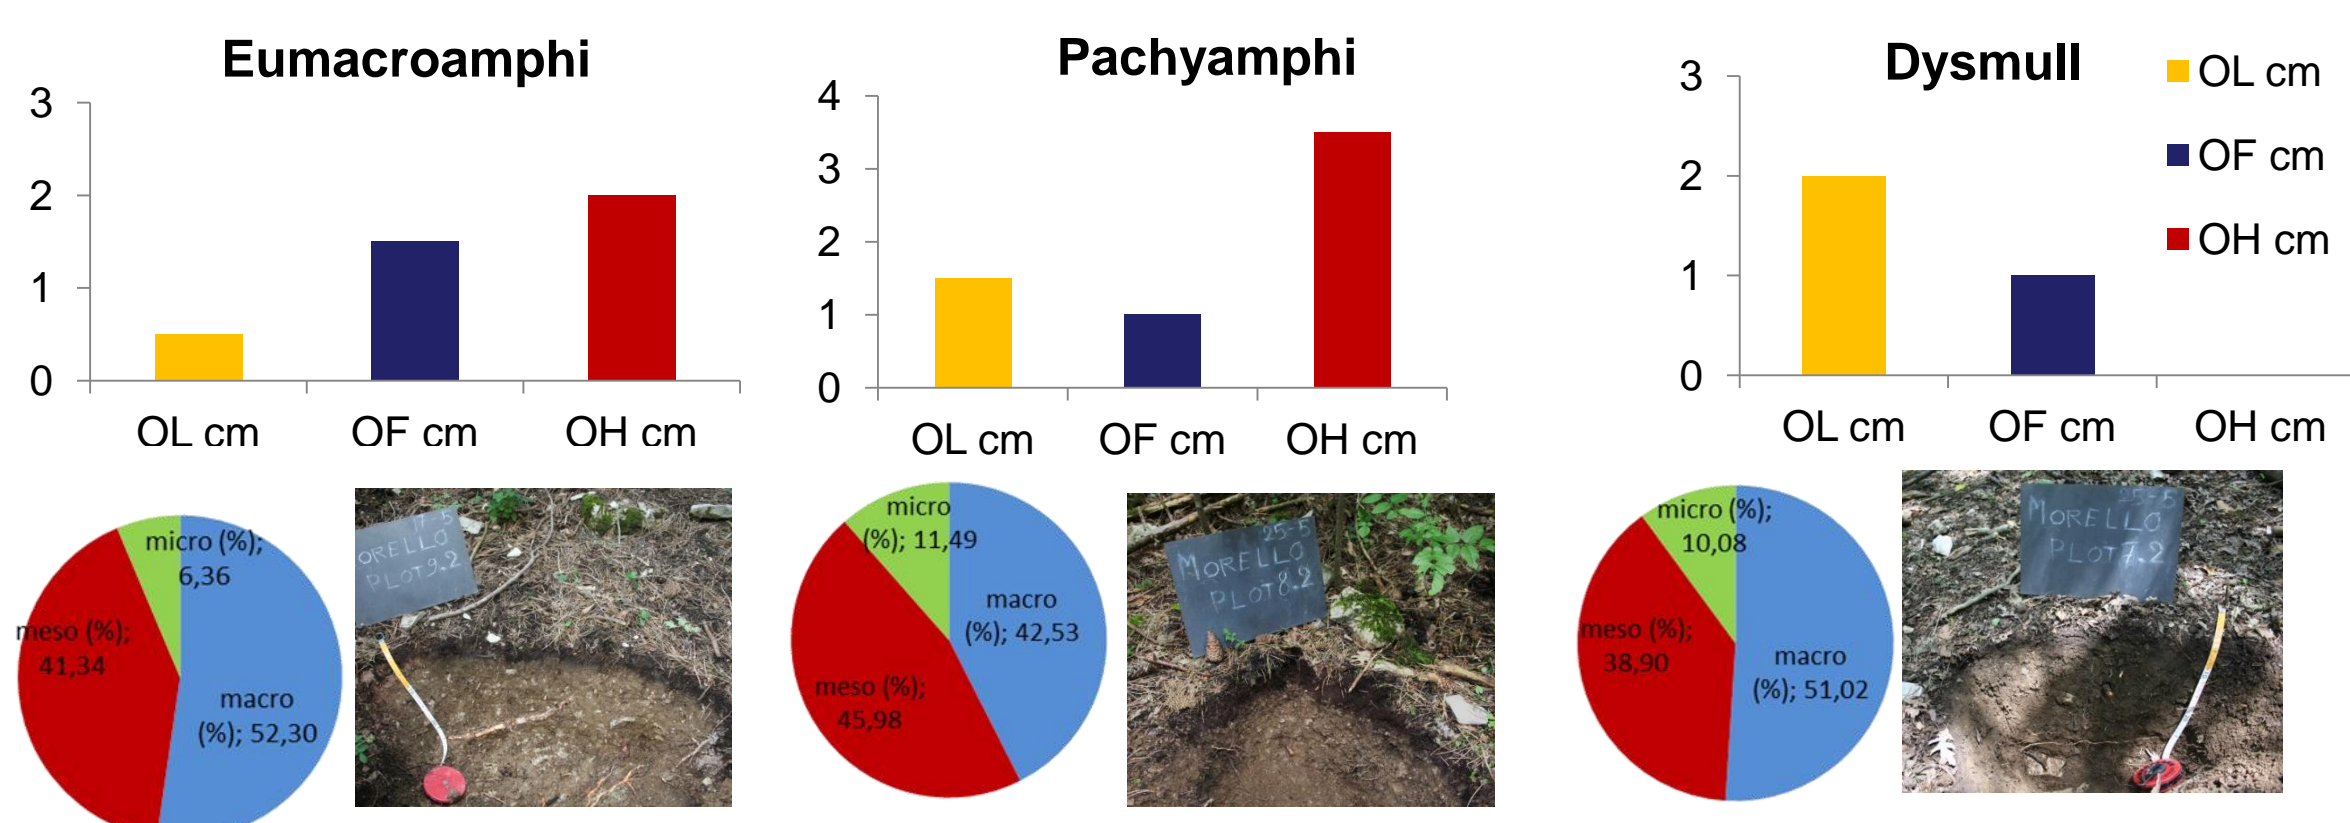 Eumacroamphi
3
2
1
0
OL cm
OF cm
OH cm
Pachyamphi
4
3
2
1
0
OL cm
OF cm
OH cm
Dysmull
3
2
1
0
OL cm
OF cm
OH cm
OL cm
OF cm
OH cm
micro (%);
6,36
meso (%);
41,34
macro
(%); 52,30
ORELLO
PLOT9.2
micro
(%); 11,49
macro
(%); 42,53
meso (%);
45,98
25-5
MORELLO
PLOT8.2
micro (%);
10,08
meso (%);
38,90
macro
(%); 51,02
25-5
MORELLO
PLOT7.2